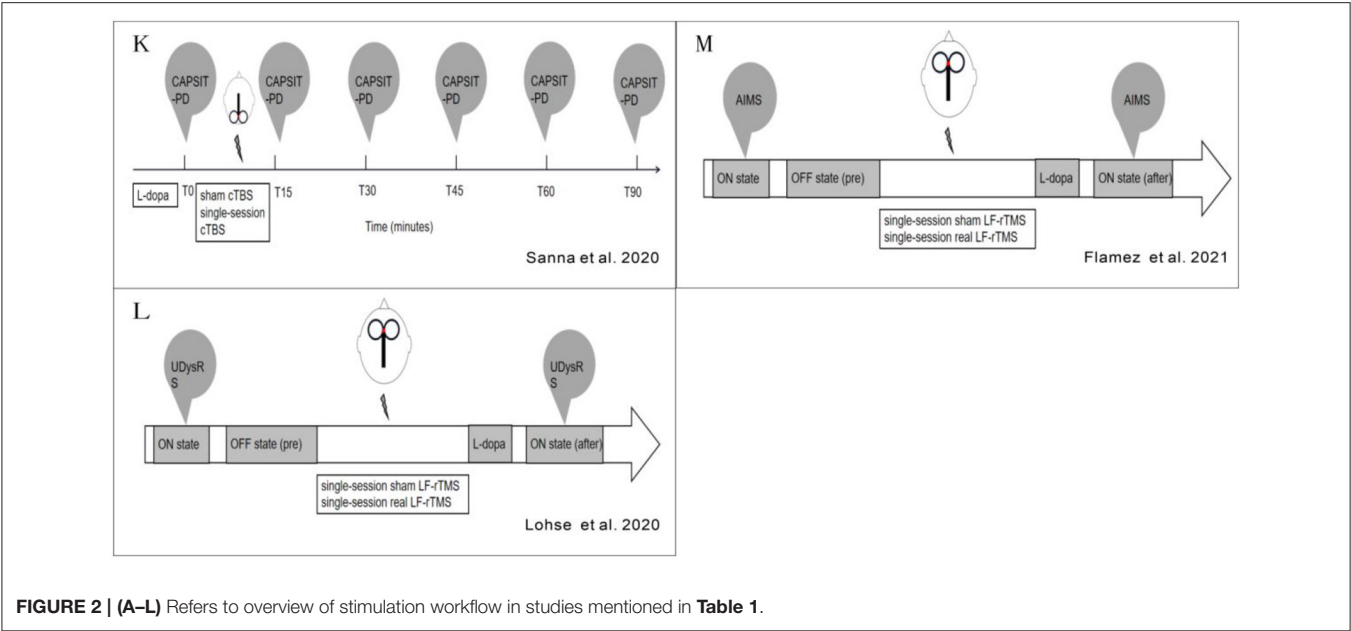 K
CAPSIT
-PD
CAPSIT
-PD
CAPSIT
-PD
CAPSIT
-PD
CAPSIT
-PD
CAPSIT
-PD
L-dopa
T0
sham cTBS
single-session
cTBS
T15
T30
T45
T60
T90
Time (minutes)
Sanna et al. 2020
M
AIMS
AIMS
ON state
OFF state (pre)
L-dopa
ON state (after)
single-session sham LF-rTMS
single-session real LF-rTMS
Flamez et al. 2021
L
UDysR
S
UDysR
S
ON state
OFF state (pre)
L-dopa
ON state (after)
single-session sham LF-rTMS
single-session real LF-rTMS
Lohse et al. 2020
FIGURE 2 | (A–L) Refers to overview of stimulation workflow in studies mentioned in Table 1.